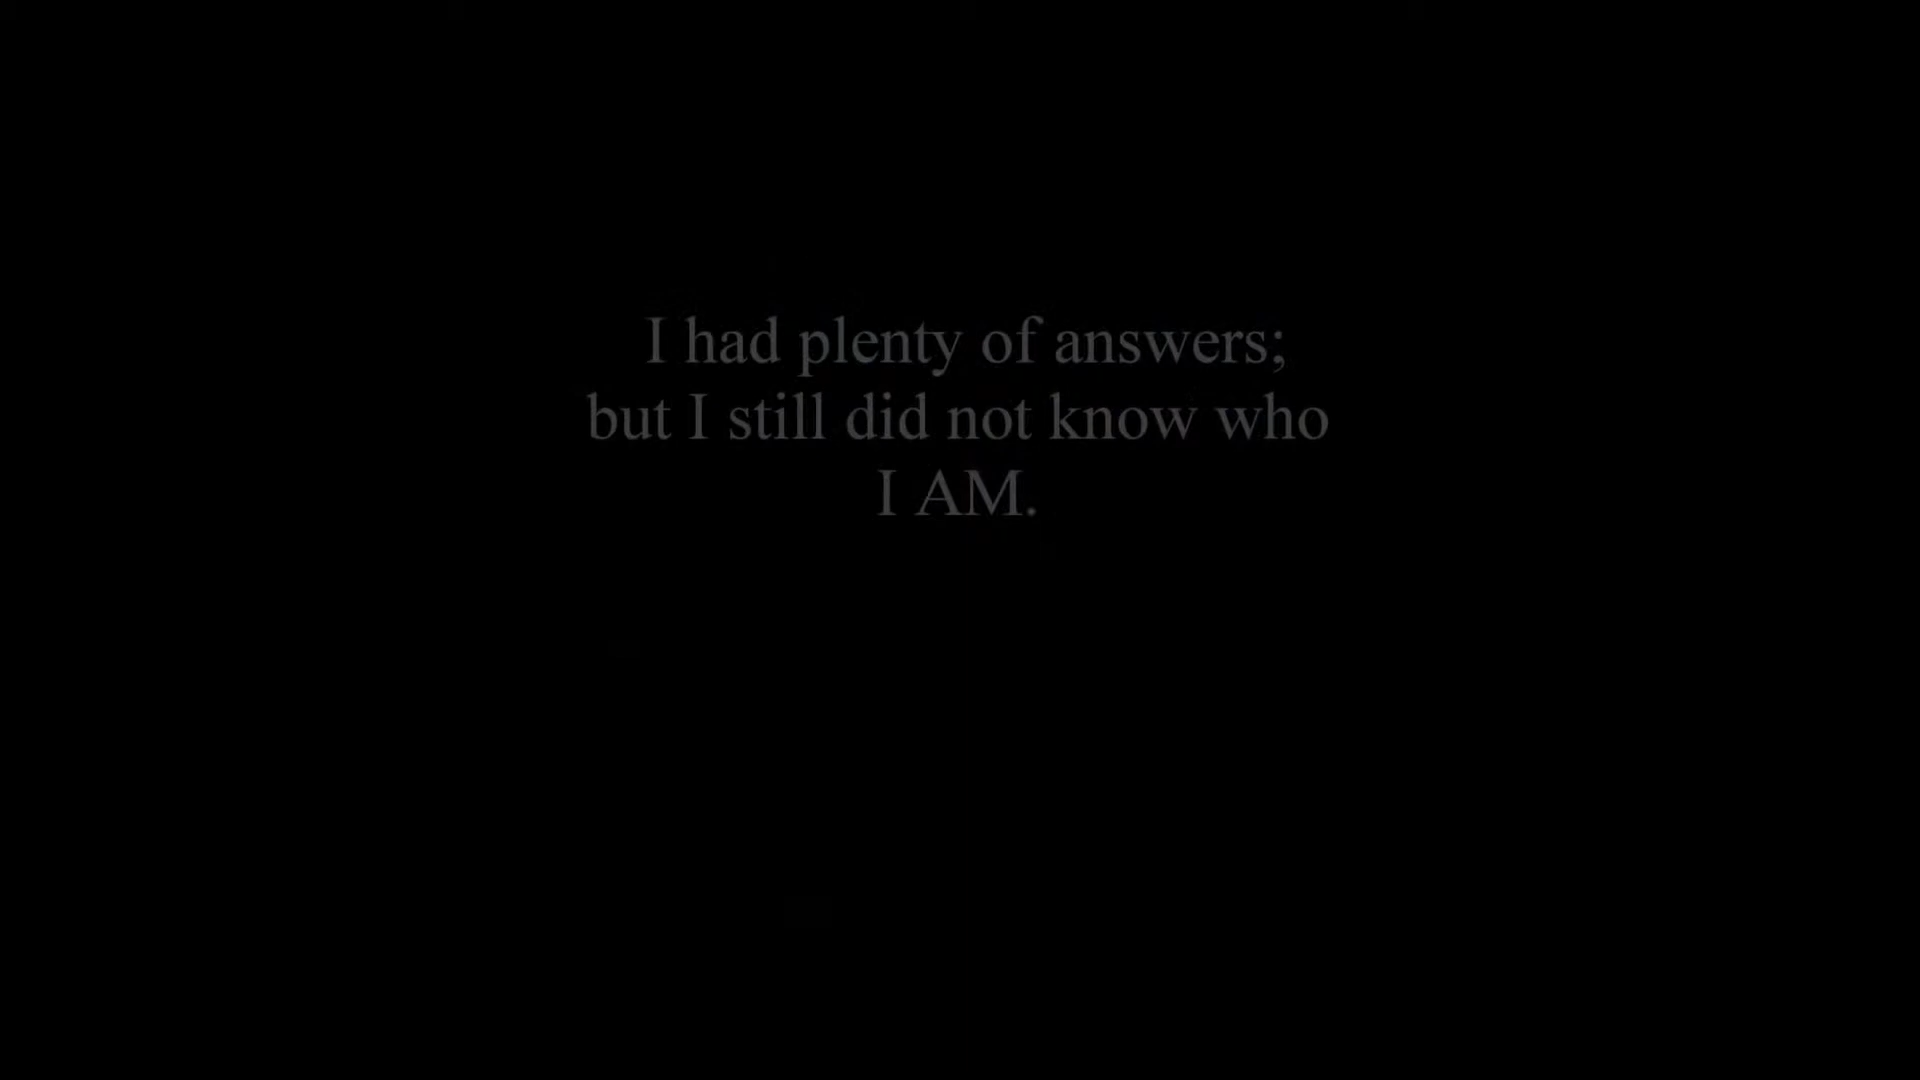 I had plenty of answers;
but I still did not know who
I AM.